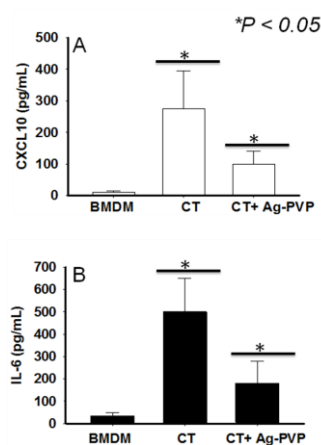 *P < 0.05
A
CXCL10 (pg/mL)
500
400
300
200
100
0
*
*
BMDM CT CT+ Ag-PVP
B
IL-6 (pg/mL)
700
600
500
400
300
200
100
0
*
*
BMDM CT CT+ Ag-PVP